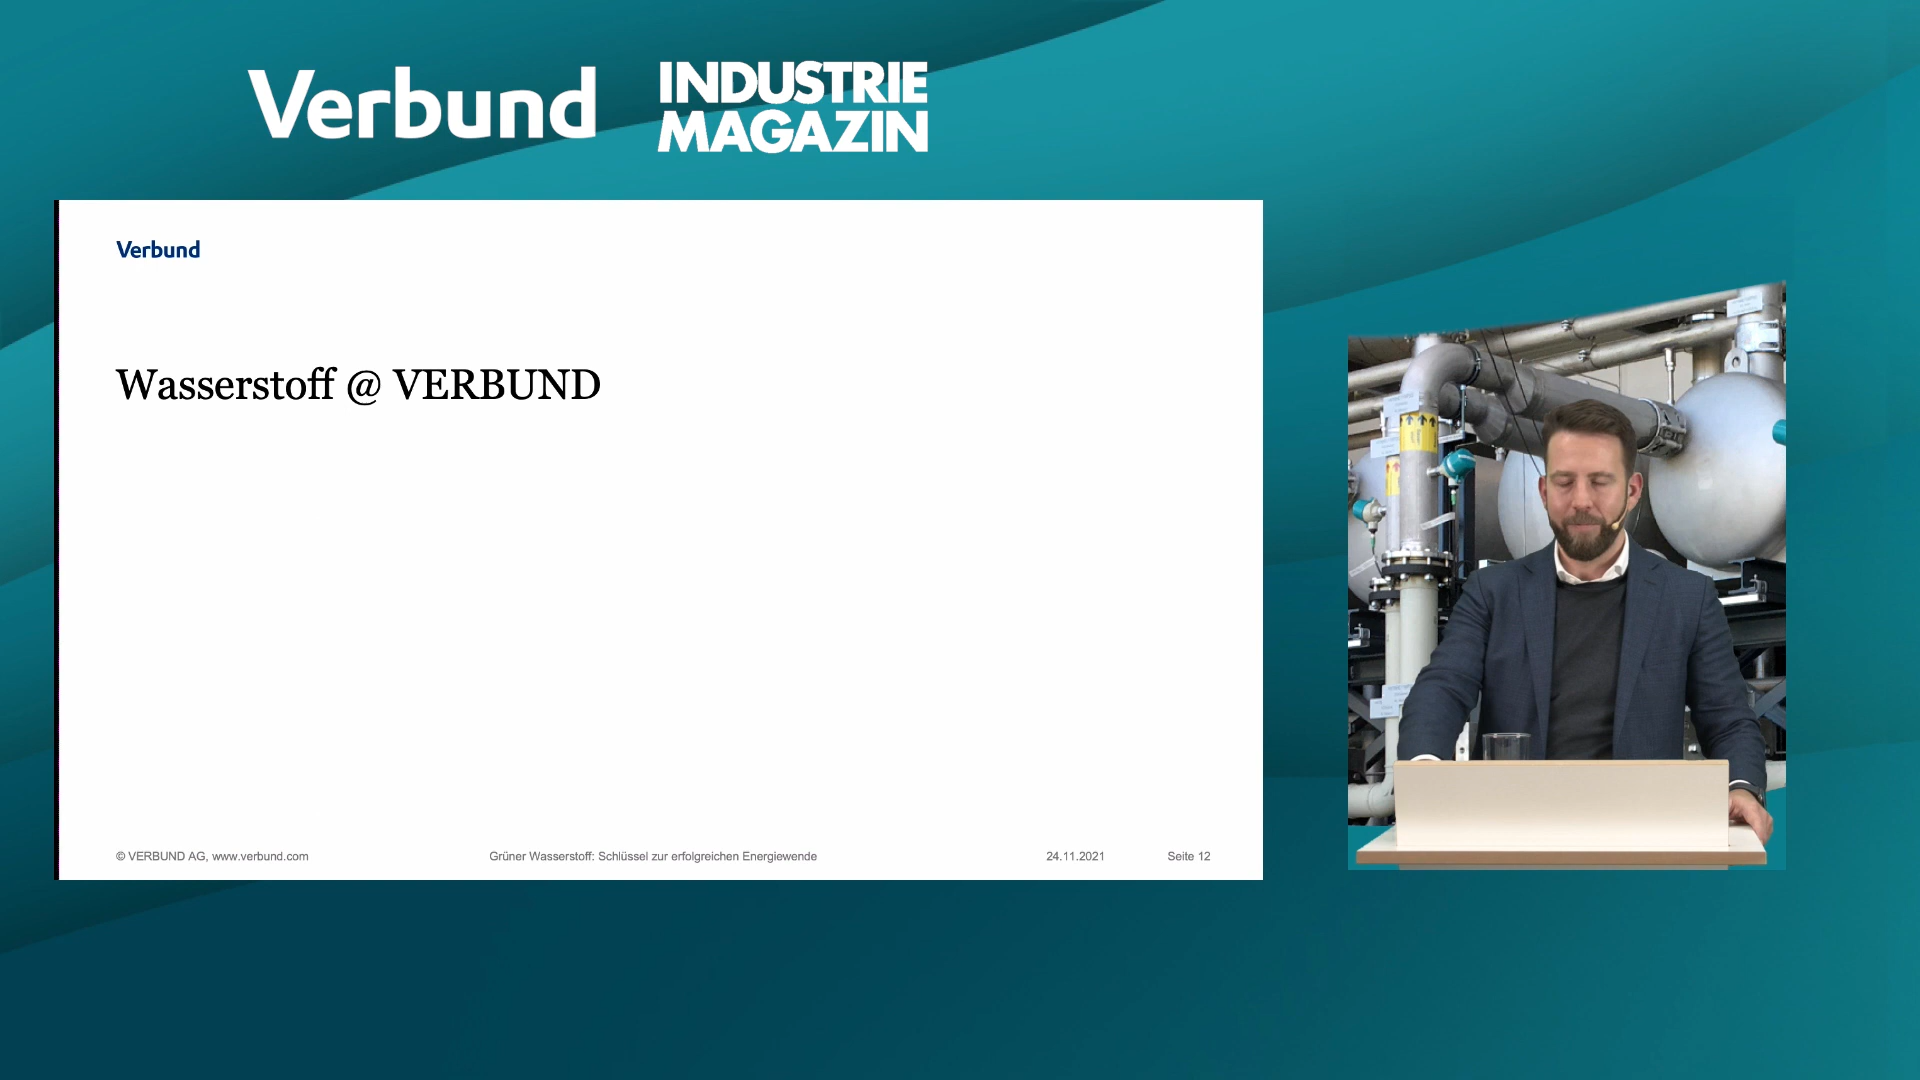 Verbund
INDUSTRIE
MAGAZIN
Verbund
Wasserstoff @ VERBUND
© VERBUND AG, www.verbund.com
Grüner Wasserstoff: Schlüssel zur erfolgreichen Energiewende
24.11.2021
Seite 12